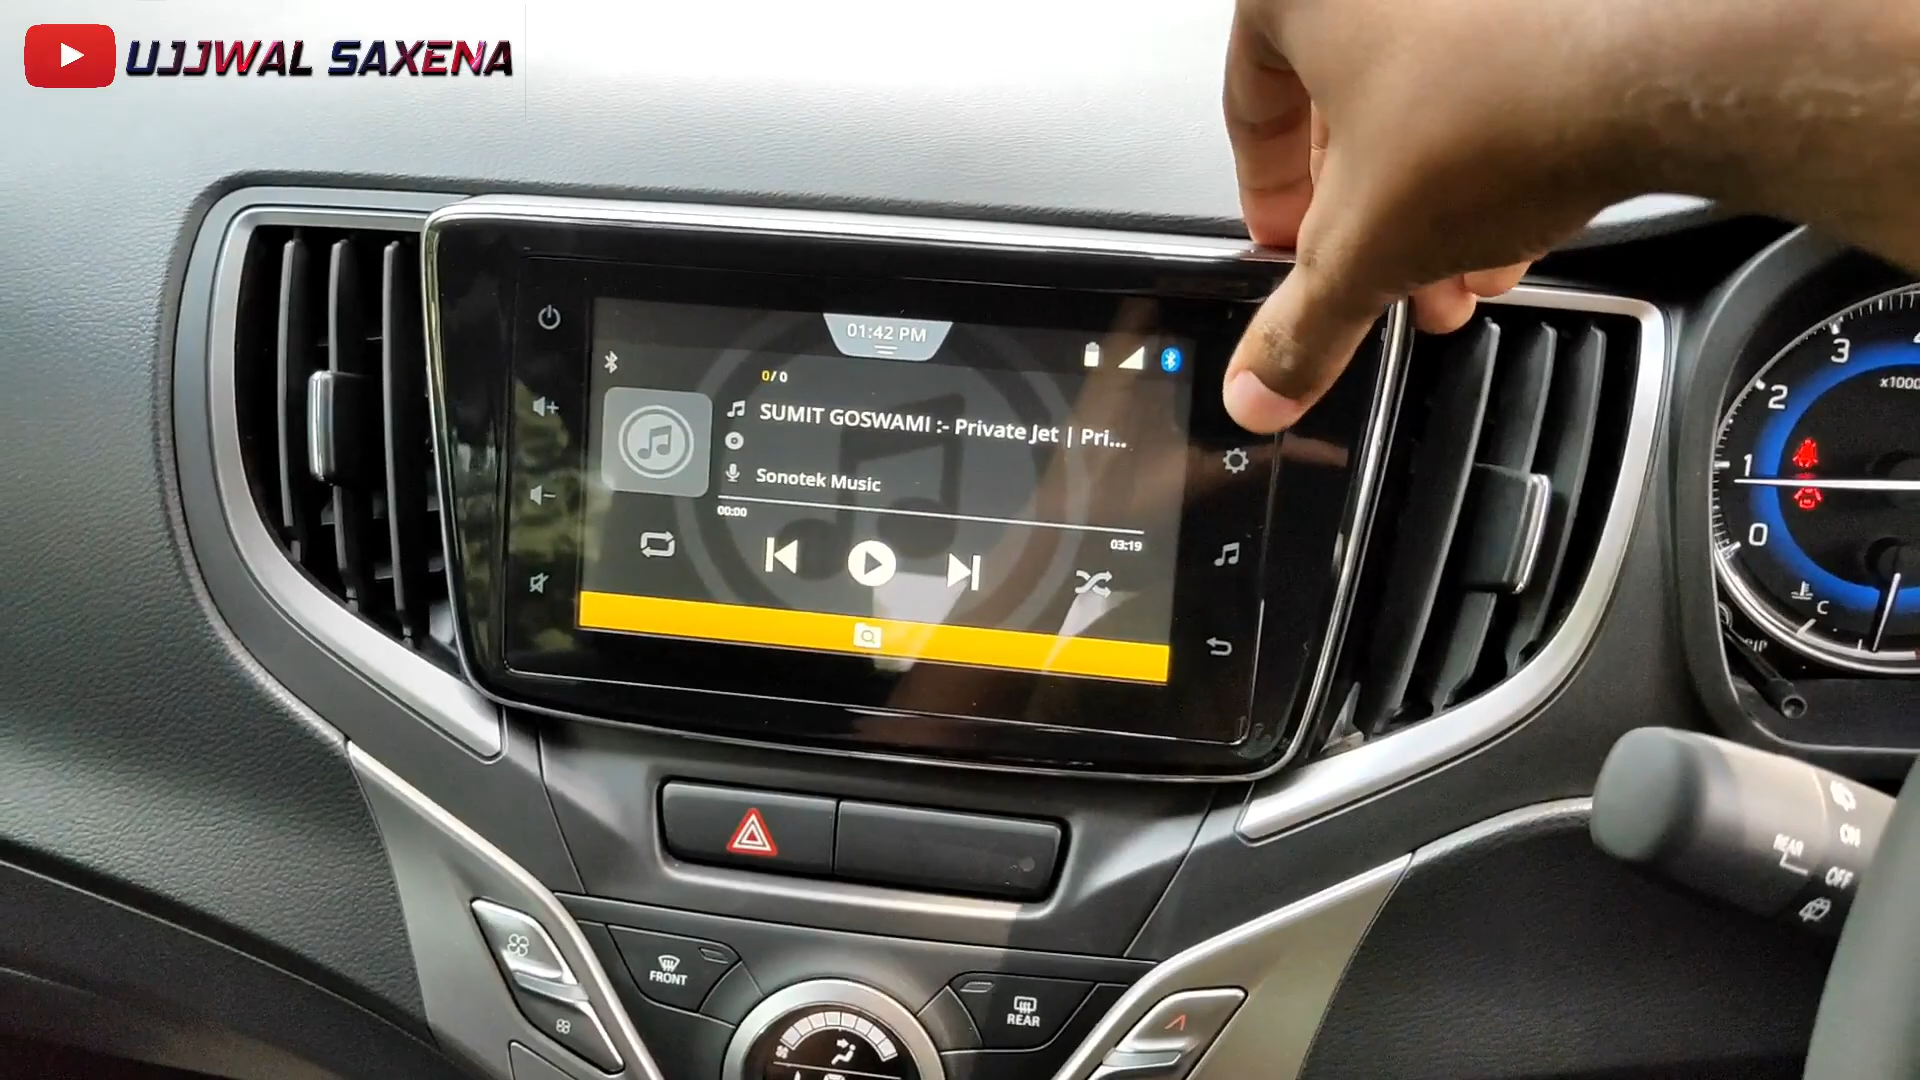 UJJWAL SAXENA
01:42 PM
0/ 0
SUMIT GOSWAMI :- Private Jet | Pri...
Sonotek Music
00:00
03:19
3
2
x1000
1
0
C
FRONT
REAR
REAR
ON
OFF